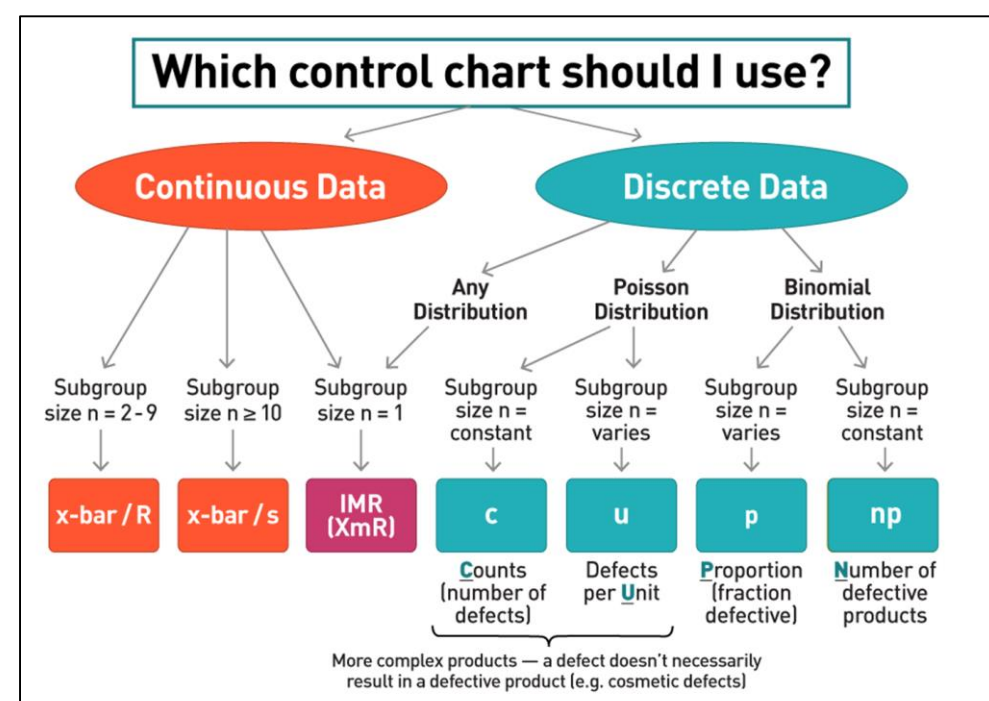 Which control chart should I use?
Continuous Data
Discrete Data
Any
Distribution
Poisson
Distribution
Binomial
Distribution
Subgroup
size n = 2-9
Subgroup
size n ≥ 10
Subgroup
size n = 1
Subgroup
size n =
constant
Subgroup
size n =
varies
Subgroup
size n =
varies
Subgroup
size n =
constant
x-bar / R
x-bar / s
IMR
(XmR)
c
u
p
np
Counts
(number of
defects)
Defects
per Unit
Proportion
(fraction
defective)
Number of
defective
products
More complex products — a defect doesn't necessarily
result in a defective product (e.g. cosmetic defects)